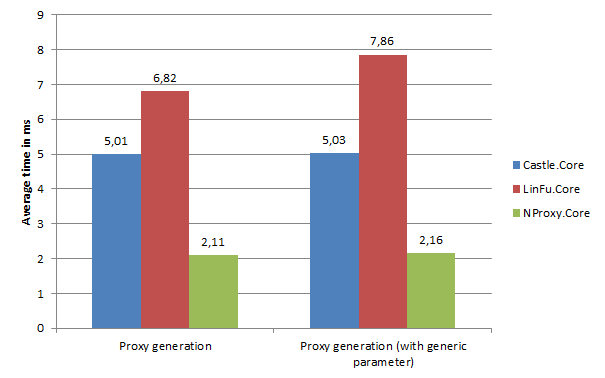 9
8
7
6
5
4
3
2
1
0
Average time in ms
5,01
6,82
2,11
5,03
7,86
2,16
Proxy generation
Proxy generation (with generic
parameter)
Castle.Core
LinFu.Core
NProxy.Core